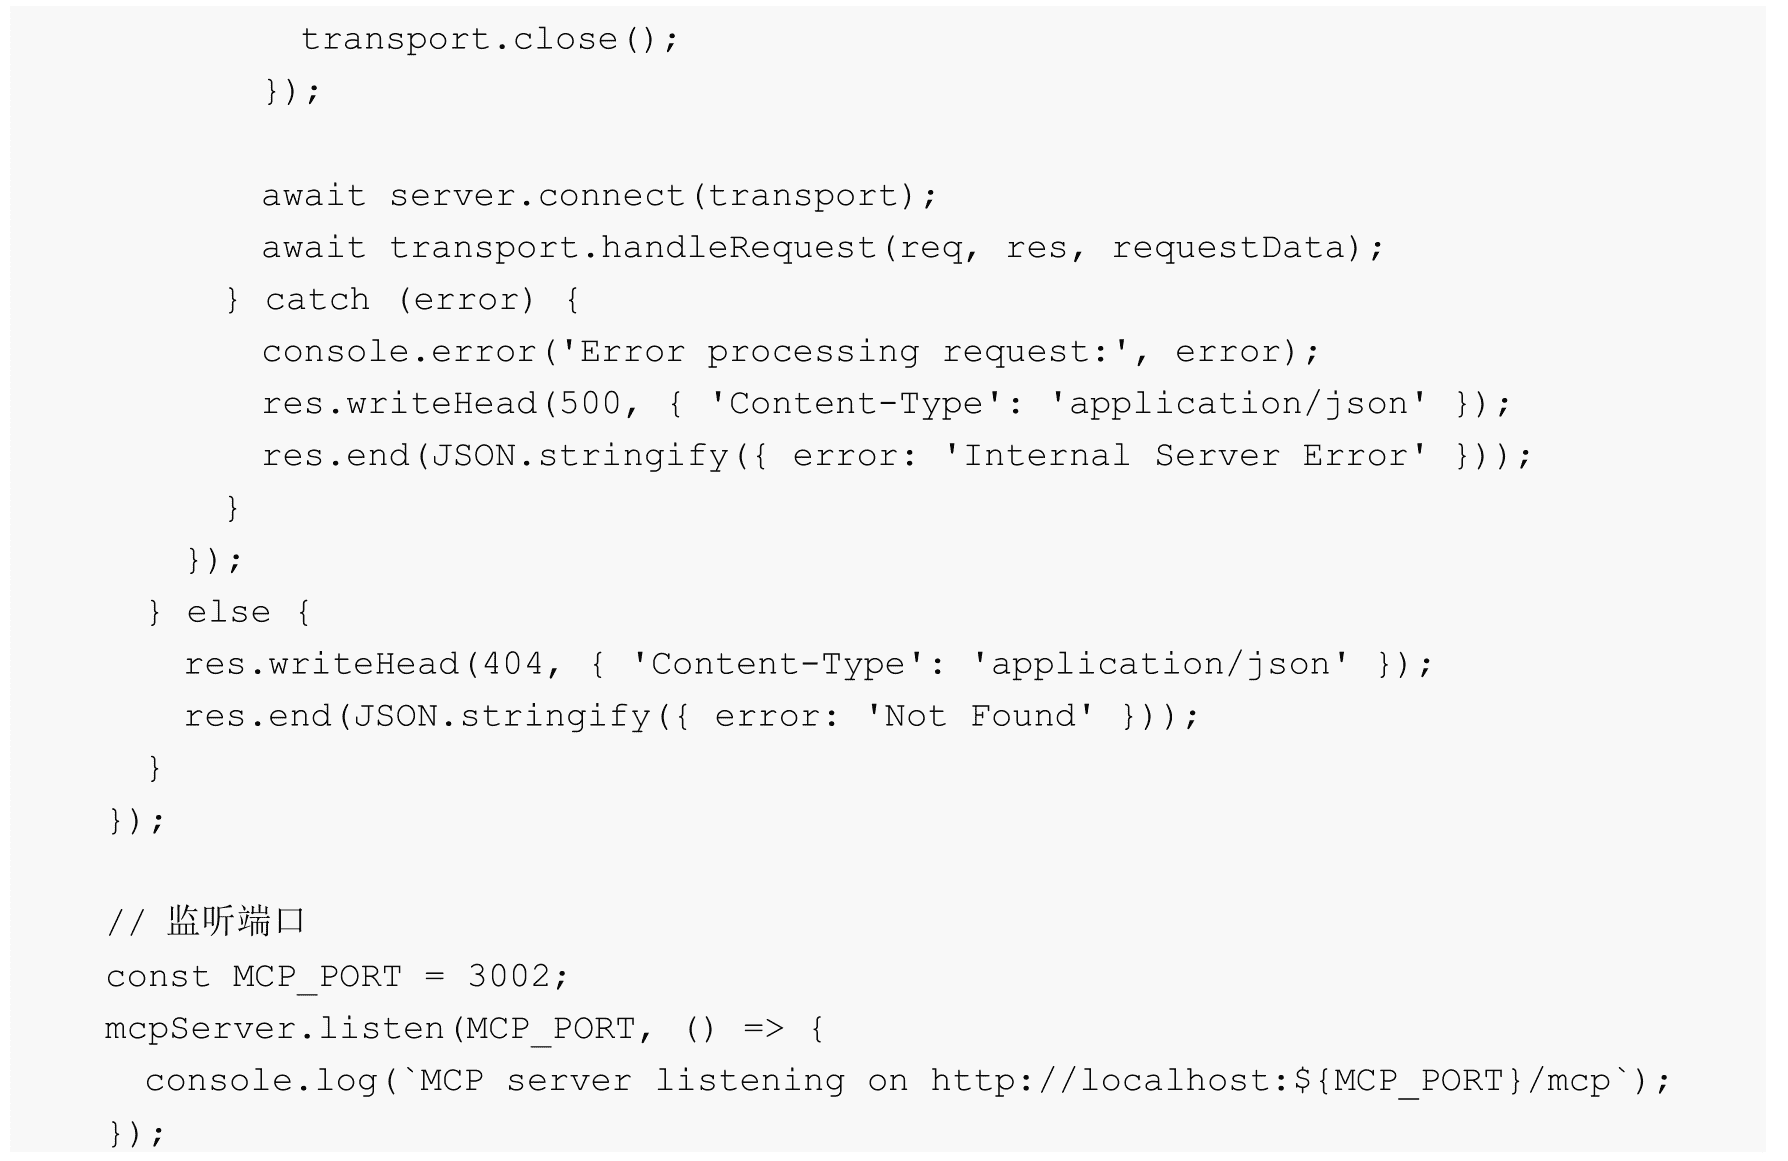 transport.close();
});
await server.connect(transport);
await transport.handleRequest(req, res, requestData);
} catch (error) {
console.error('Error processing request:', error);
res.writeHead(500, { 'Content-Type': 'application/json' });
res.end(JSON.stringify({ error: 'Internal Server Error' }));
}
});
} else {
res.writeHead(404, { 'Content-Type': 'application/json' });
res.end(JSON.stringify({ error: 'Not Found' }));
}
});
// 监听端口
const MCP_PORT = 3002;
mcpServer.listen(MCP_PORT, () => {
console.log(`MCP server listening on http://localhost:${MCP_PORT}/mcp`);
});